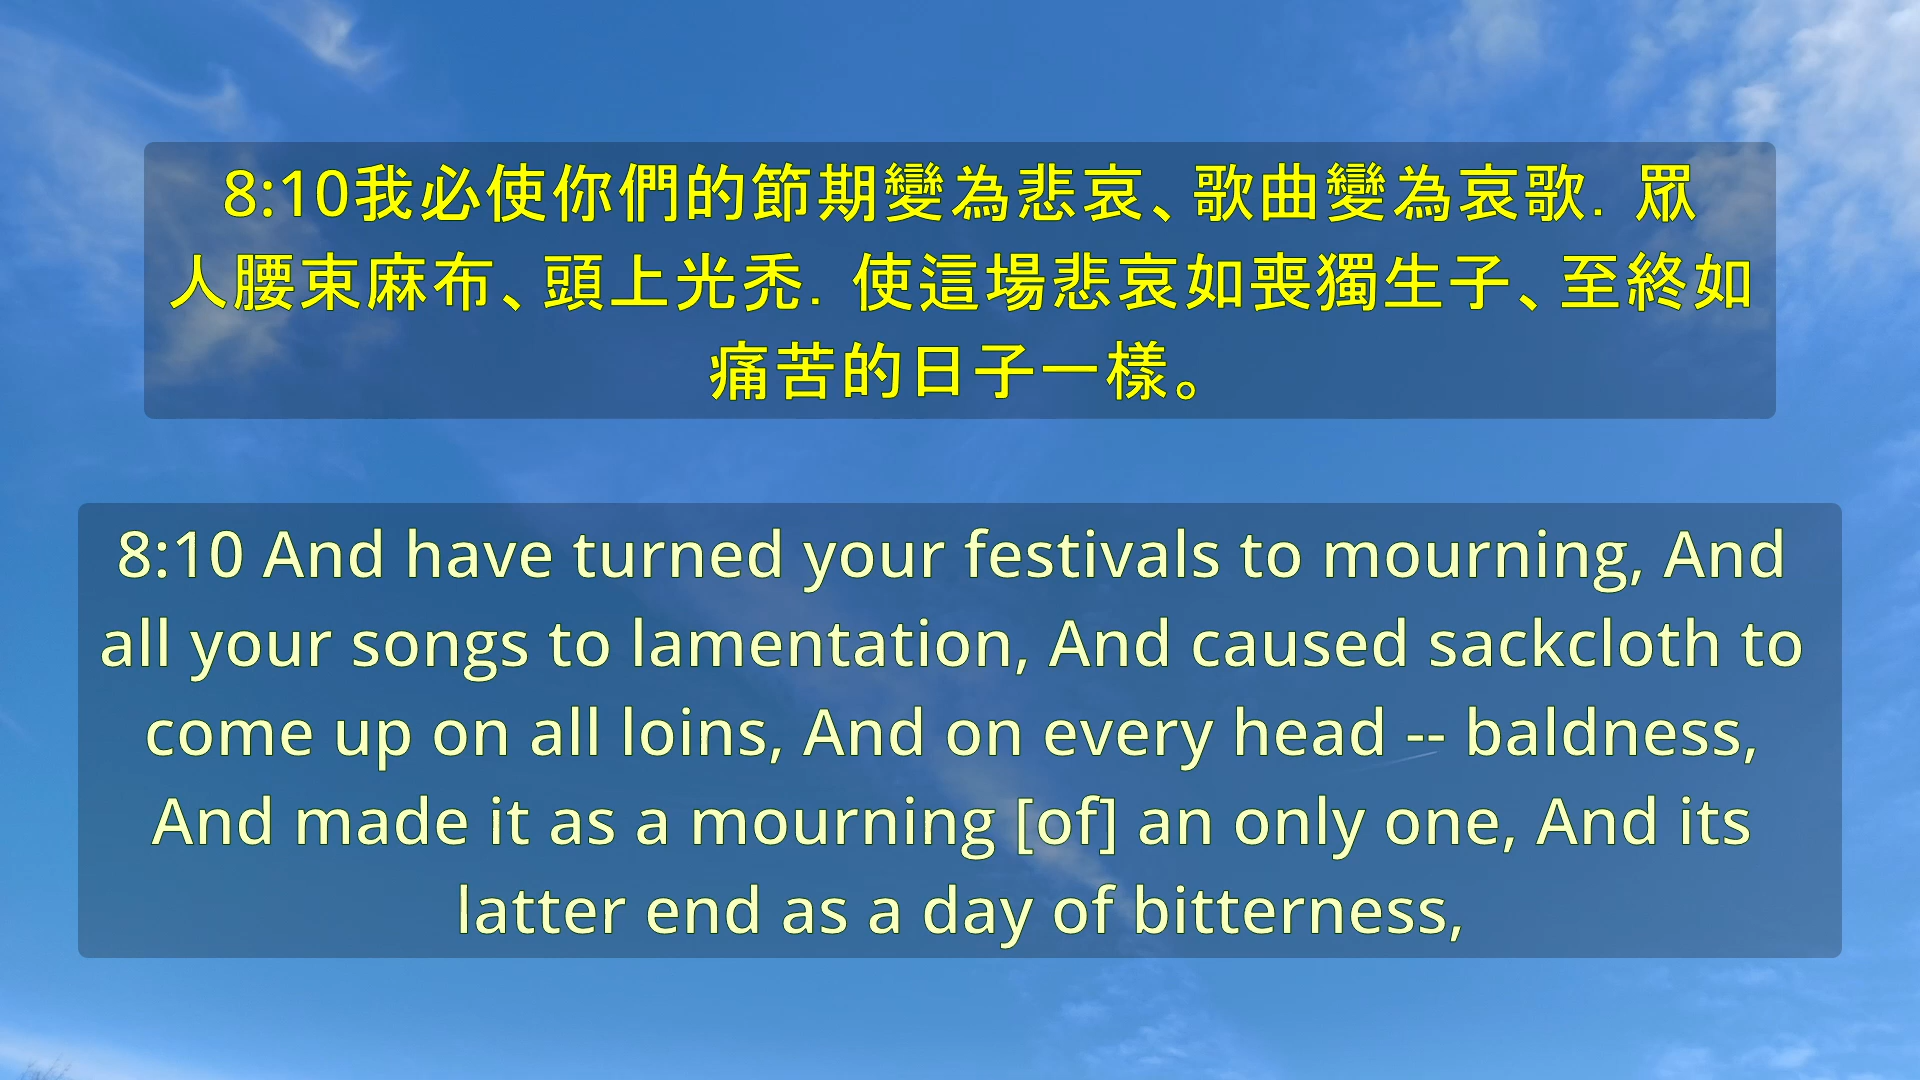 8:10我必使你們的節期變為悲哀、歌曲變為哀歌．眾
人腰束麻布、頭上光禿．使這場悲哀如喪獨生子、至終如
痛苦的日子一樣。
8:10 And have turned your festivals to mourning, And
all your songs to lamentation, And caused sackcloth to
come up on all loins, And on every head -- baldness,
And made it as a mourning [of] an only one, And its
latter end as a day of bitterness,